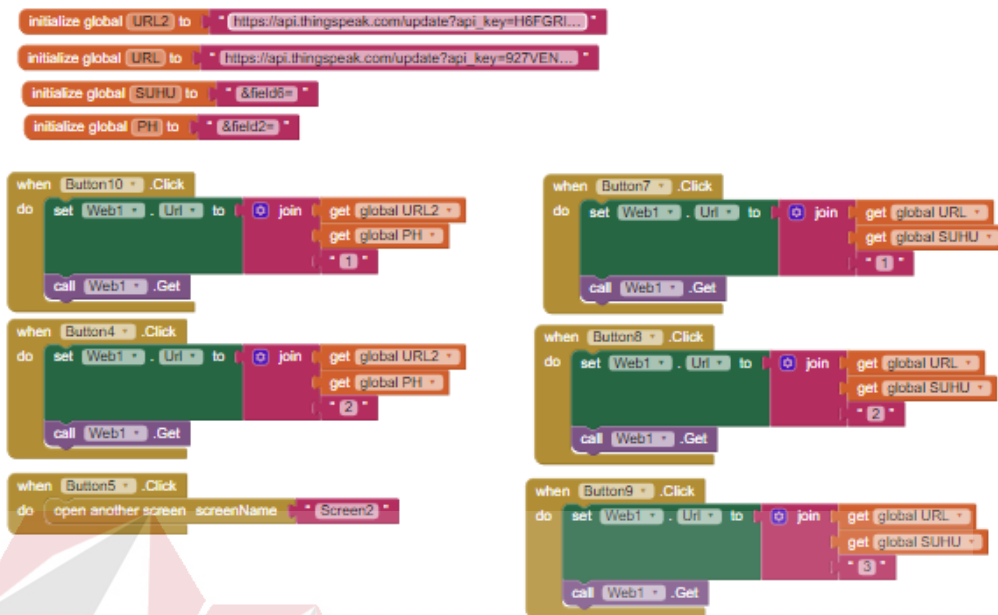 initialize global URL2 to " https://api.thingspeak.com/update?api_key=H6FGRI... "
initialize global URL to " https://api.thingspeak.com/update?api_key=927VEN... "
initialize global SUHU to " &field6= "
initialize global PH to " &field2= "
when Button10 .Click
do set Web1 . Url to join get global URL2
get global PH
" 1 "
call Web1 .Get
when Button4 .Click
do set Web1 . Url to join get global URL2
get global PH
" 2 "
call Web1 .Get
when Button5 .Click
do open another screen screenName " Screen2 "
when Button7 .Click
do set Web1 . Url to join get global URL
get global SUHU
" 1 "
call Web1 .Get
when Button8 .Click
do set Web1 . Url to join get global URL
get global SUHU
" 2 "
call Web1 .Get
when Button9 .Click
do set Web1 . Url to join get global URL
get global SUHU
" 3 "
call Web1 .Get